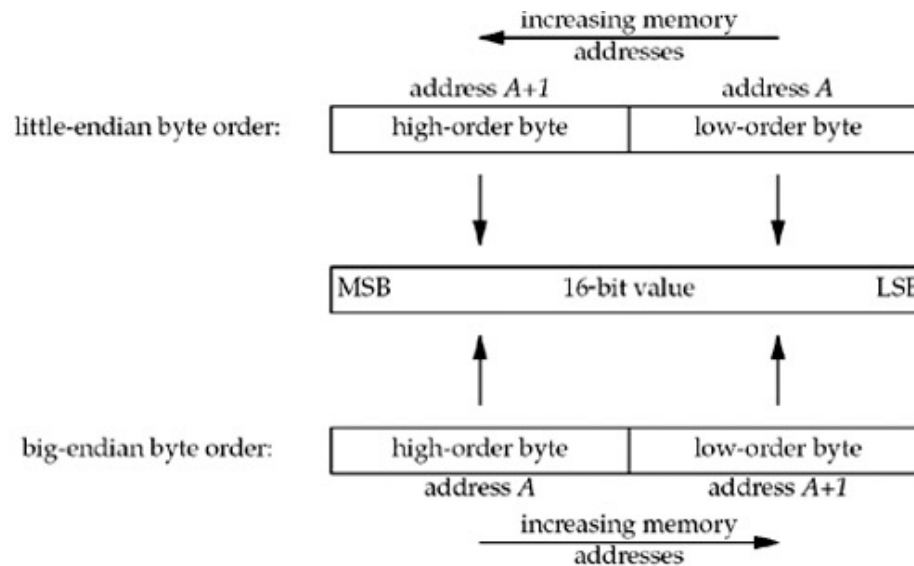 increasing memory
addresses
address A+1 address A
little-endian byte order: high-order byte low-order byte
MSB 16-bit value LSB
big-endian byte order: high-order byte low-order byte
address A address A+1
increasing memory
addresses